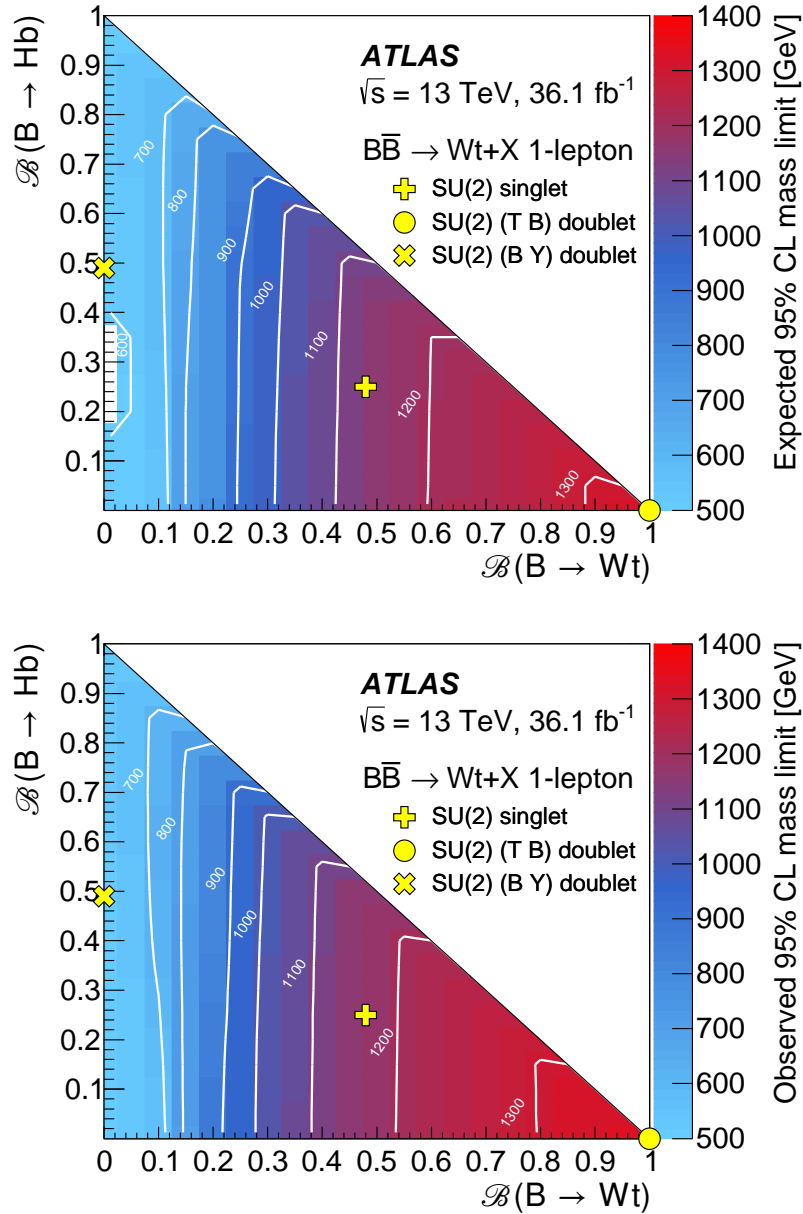 ATLAS
√s = 13 TeV, 36.1 fb⁻¹
BB̅ → Wt+X 1-lepton
SU(2) singlet
SU(2) (T B) doublet
SU(2) (B Y) doublet
ℬ(B → Hb)
1
0.9
0.8
0.7
0.6
0.5
0.4
0.3
0.2
0.1
700
800
900
1000
1100
1200
1300
600
0 0.1 0.2 0.3 0.4 0.5 0.6 0.7 0.8 0.9 1
ℬ(B → Wt)
1400
1300
1200
1100
1000
900
800
700
600
500
Expected 95% CL mass limit [GeV]
ATLAS
√s = 13 TeV, 36.1 fb⁻¹
BB̅ → Wt+X 1-lepton
SU(2) singlet
SU(2) (T B) doublet
SU(2) (B Y) doublet
ℬ(B → Hb)
1
0.9
0.8
0.7
0.6
0.5
0.4
0.3
0.2
0.1
700
800
900
1000
1100
1200
1300
0 0.1 0.2 0.3 0.4 0.5 0.6 0.7 0.8 0.9 1
ℬ(B → Wt)
1400
1300
1200
1100
1000
900
800
700
600
500
Observed 95% CL mass limit [GeV]